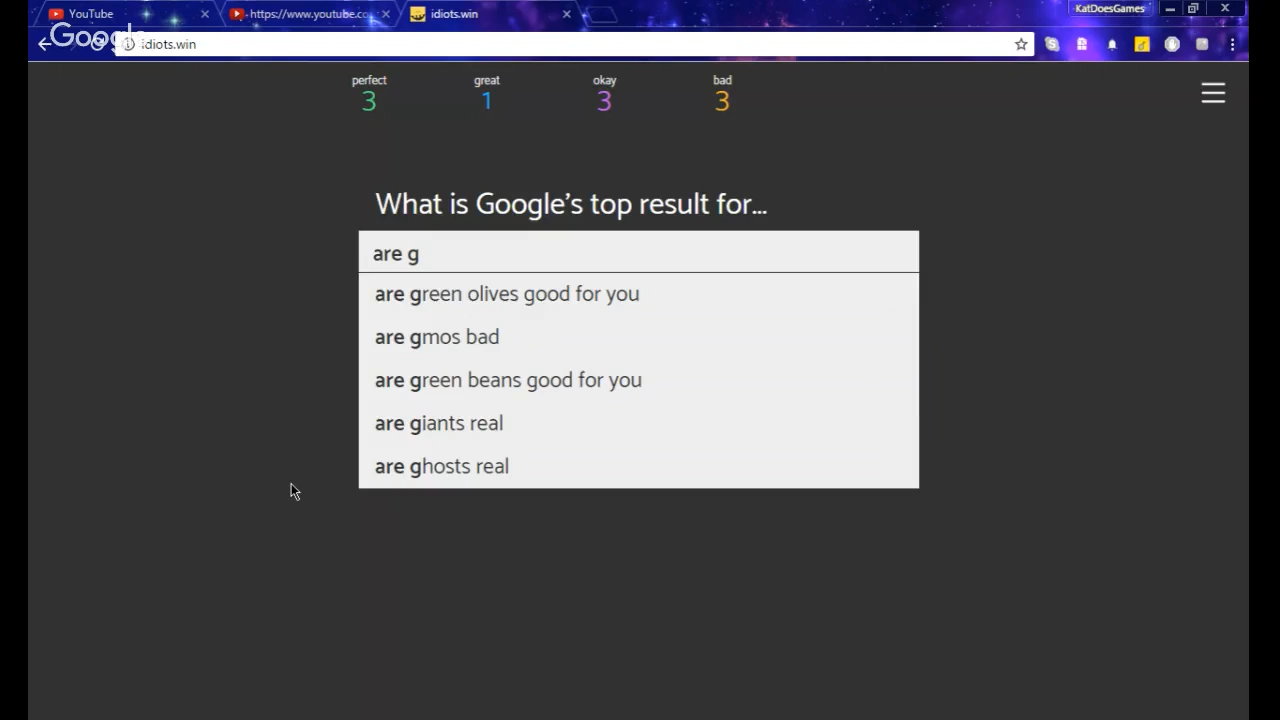 YouTube
https://www.youtube.co
idiots.win
KatDoesGames
Google
idiots.win
perfect great okay bad
3 1 3 3
What is Google's top result for...
are g
are green olives good for you
are gmos bad
are green beans good for you
are giants real
are ghosts real